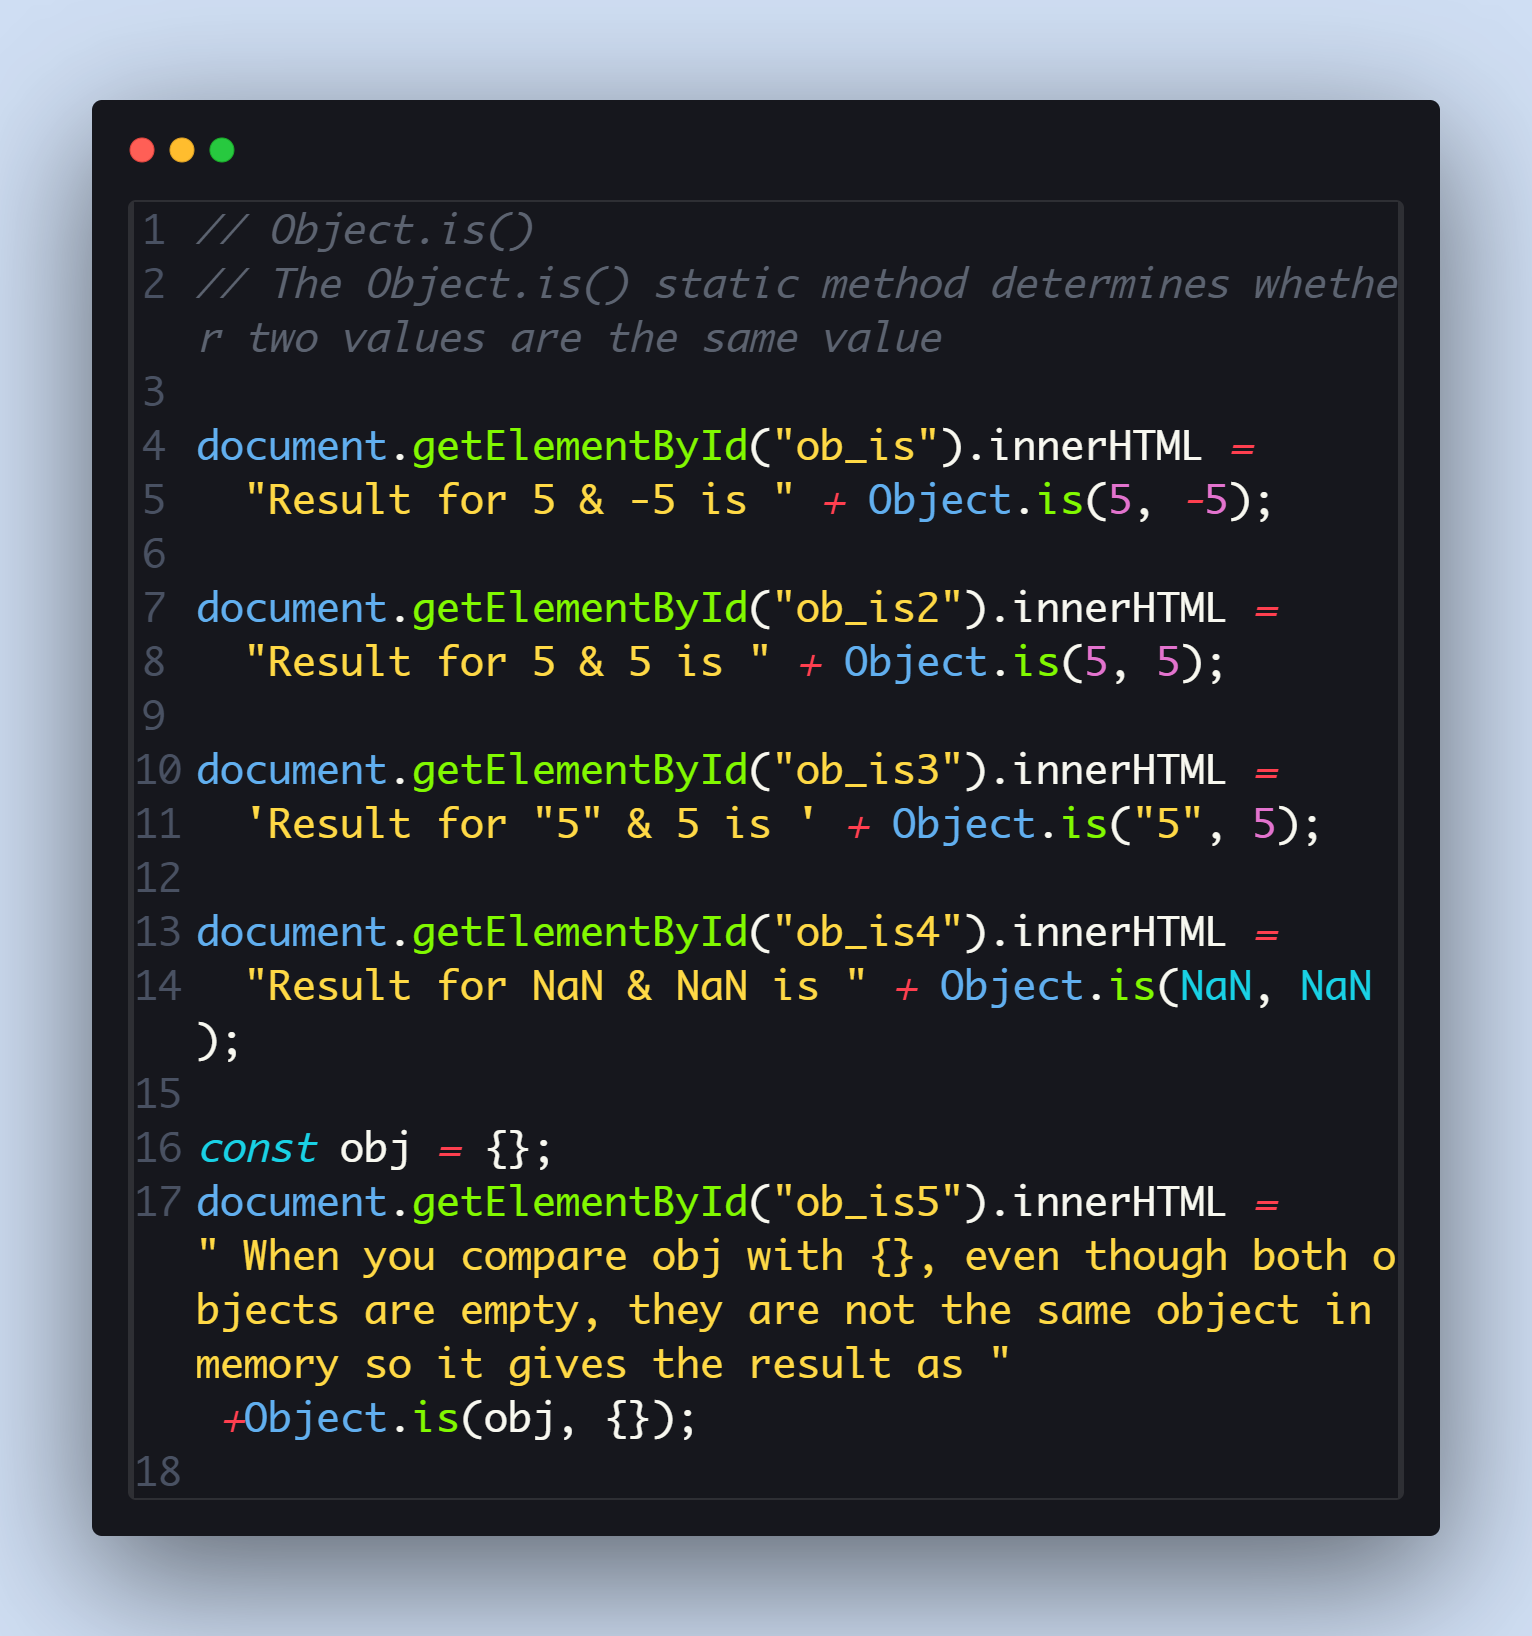 1 // Object.is()
2 // The Object.is() static method determines whethe
r two values are the same value
3
4 document.getElementById("ob_is").innerHTML =
5   "Result for 5 & -5 is " + Object.is(5, -5);
6
7 document.getElementById("ob_is2").innerHTML =
8   "Result for 5 & 5 is " + Object.is(5, 5);
9
10 document.getElementById("ob_is3").innerHTML =
11   'Result for "5" & 5 is ' + Object.is("5", 5);
12
13 document.getElementById("ob_is4").innerHTML =
14   "Result for NaN & NaN is " + Object.is(NaN, NaN
);
15
16 const obj = {};
17 document.getElementById("ob_is5").innerHTML =
" When you compare obj with {}, even though both o
bjects are empty, they are not the same object in
memory so it gives the result as "
 +Object.is(obj, {});
18